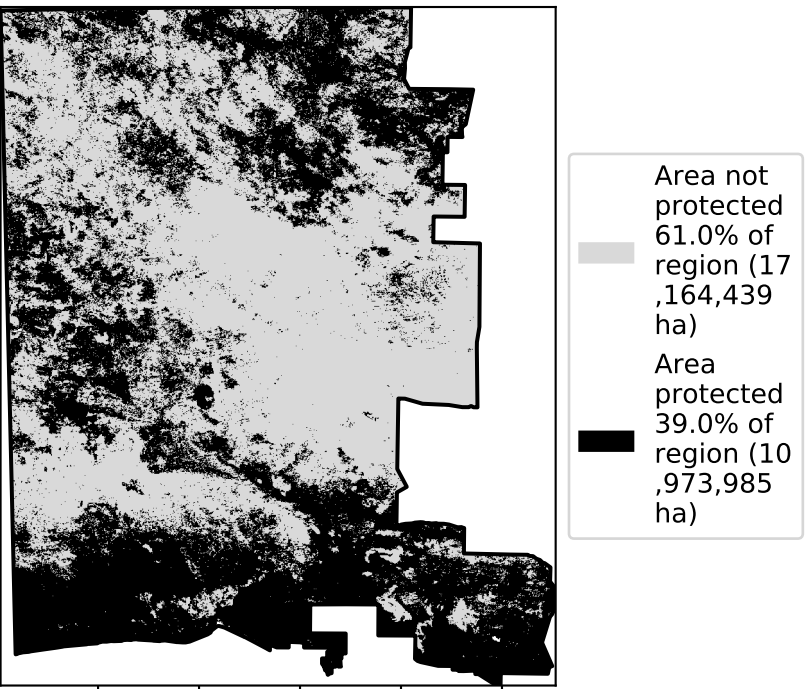 Area not
protected
61.0% of
region (17
,164,439
ha)
Area
protected
39.0% of
region (10
,973,985
ha)